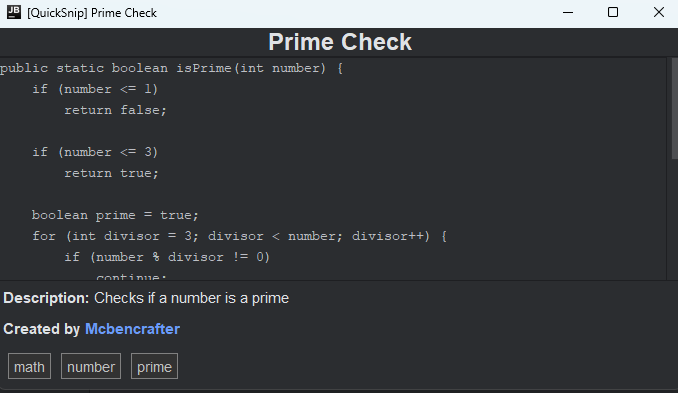 JB [QuickSnip] Prime Check
Prime Check
public static boolean isPrime(int number) {
    if (number <= 1)
        return false;

    if (number <= 3)
        return true;

    boolean prime = true;
    for (int divisor = 3; divisor < number; divisor++) {
        if (number % divisor != 0)
            continue;
Description: Checks if a number is a prime
Created by Mcbencrafter
math number prime